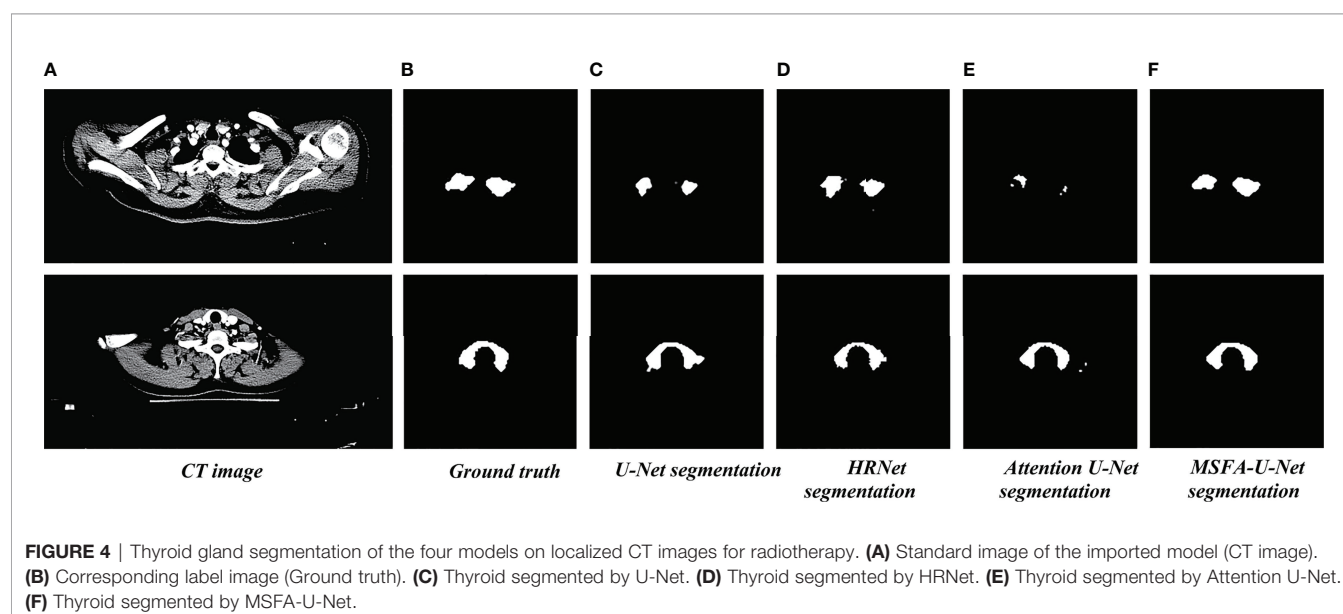 A
B
C
D
E
F
CT image
Ground truth
U-Net segmentation
HRNet
segmentation
Attention U-Net
segmentation
MSFA-U-Net
segmentation
FIGURE 4 | Thyroid gland segmentation of the four models on localized CT images for radiotherapy. (A) Standard image of the imported model (CT image).
(B) Corresponding label image (Ground truth). (C) Thyroid segmented by U-Net. (D) Thyroid segmented by HRNet. (E) Thyroid segmented by Attention U-Net.
(F) Thyroid segmented by MSFA-U-Net.